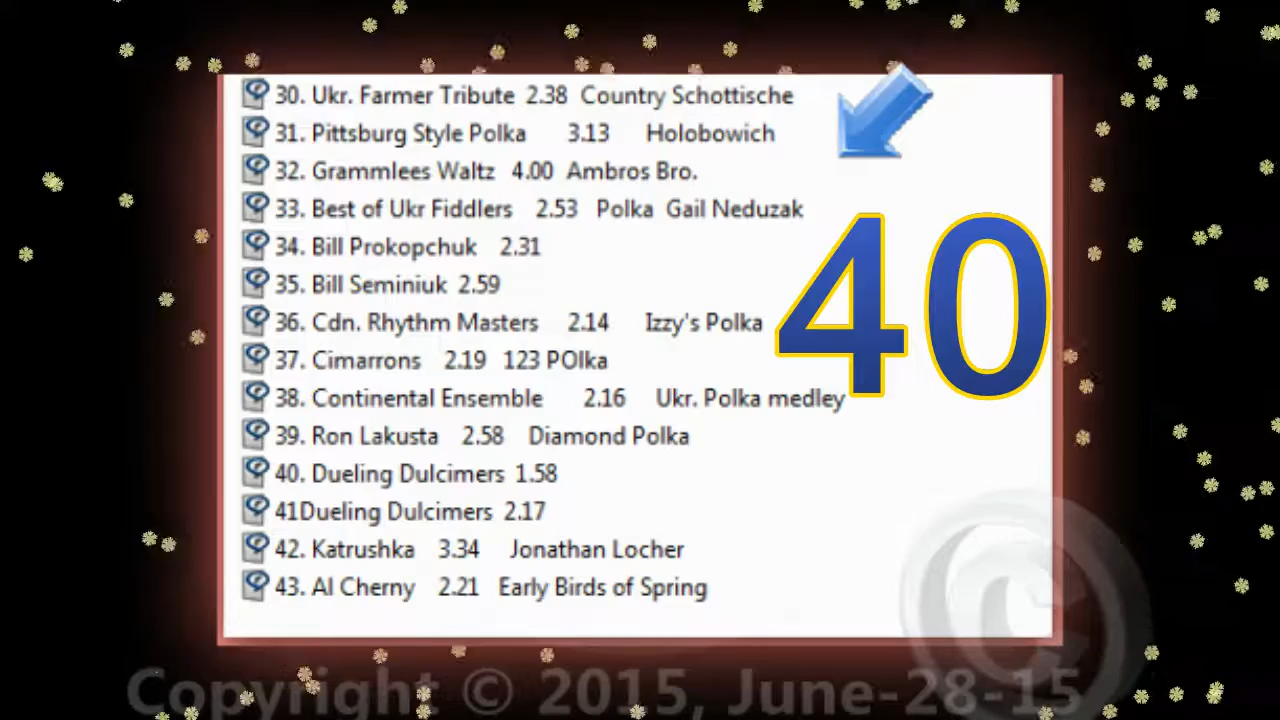 30. Ukr. Farmer Tribute 2.38 Country Schottische
31. Pittsburg Style Polka 3.13 Holobowich
32. Grammlees Waltz 4.00 Ambros Bro.
33. Best of Ukr Fiddlers 2.53 Polka Gail Neduzak
34. Bill Prokopchuk 2.31
35. Bill Seminiuk 2.59
36. Cdn. Rhythm Masters 2.14 Izzy's Polka
37. Cimarrons 2.19 123 POlka
38. Continental Ensemble 2.16 Ukr. Polka medley
39. Ron Lakusta 2.58 Diamond Polka
40. Dueling Dulcimers 1.58
41Dueling Dulcimers 2.17
42. Katrushka 3.34 Jonathan Locher
43. Al Cherny 2.21 Early Birds of Spring
40
©
Copyright © 2015, June-28-15